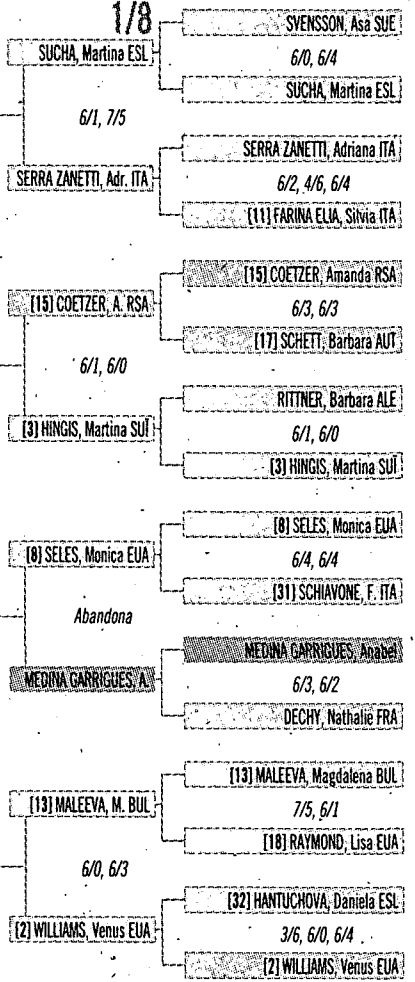 1/8
SVENSSON, Asa SUE
6/0, 6/4
SUCHA, Martina ESL
SUCHA, Martina ESL
6/1, 7/5
SERRA ZANETTI, Adr. ITA
SERRA ZANETTI, Adriana ITA
6/2, 4/6, 6/4
[11] FARINA ELIA, Silvia ITA
[15] COETZER, Amanda RSA
6/3, 6/3
[17] SCHETT, Barbara AUT
[15] COETZER, A. RSA
6/1, 6/0
[3] HINGIS, Martina SUÏ
RITTNER, Barbara ALE
6/1, 6/0
[3] HINGIS, Martina SUÏ
[8] SELES, Monica EUA
6/4, 6/4
[31] SCHIAVONE, F. ITA
[8] SELES, Monica EUA
Abandona
MEDINA GARRIGUES, A.
MEDINA GARRIGUES, Anabel
6/3, 6/2
DECHY, Nathalie FRA
[13] MALEEVA, Magdalena BUL
7/5, 6/1
[18] RAYMOND, Lisa EUA
[13] MALEEVA, M. BUL
6/0, 6/3
[2] WILLIAMS, Venus EUA
[32] HANTUCHOVA, Daniela ESL
3/6, 6/0, 6/4
[2] WILLIAMS, Venus EUA